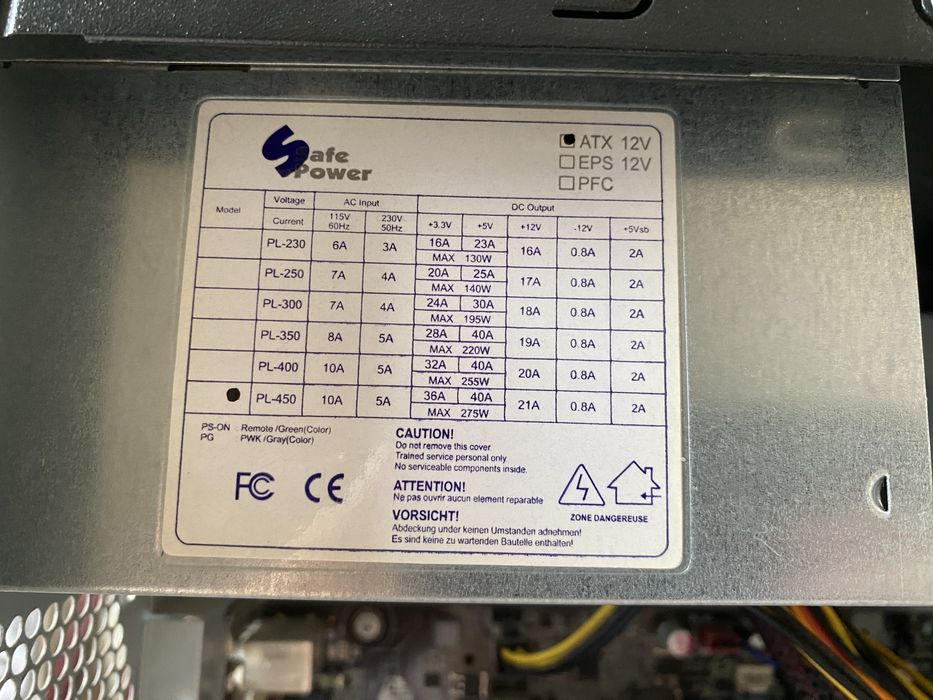 Safe
Power
ATX 12V
EPS 12V
PFC
Model Voltage AC Input DC Output
Current 115V 60Hz 230V 50Hz +3.3V +5V +12V -12V +5Vsb
PL-230 6A 3A 16A 23A 16A 0.8A 2A
MAX 130W
PL-250 7A 4A 20A 25A 17A 0.8A 2A
MAX 140W
PL-300 7A 4A 24A 30A 18A 0.8A 2A
MAX 195W
PL-350 8A 5A 28A 40A 19A 0.8A 2A
MAX 220W
PL-400 10A 5A 32A 40A 20A 0.8A 2A
MAX 255W
PL-450 10A 5A 36A 40A 21A 0.8A 2A
MAX 275W
PS-ON : Remote /Green(Color)
PG PWK /Gray(Color)
FC CE
CAUTION!
Do not remove this cover.
Trained service personal only.
No serviceable components inside.
ATTENTION!
Ne pas ouvrir aucun element reparable
VORSICHT!
Abdeckung under keinen Umstanden adnehmen!
Es sind keine zu wartenden Bautelle enthalten!
ZONE DANGEREUSE